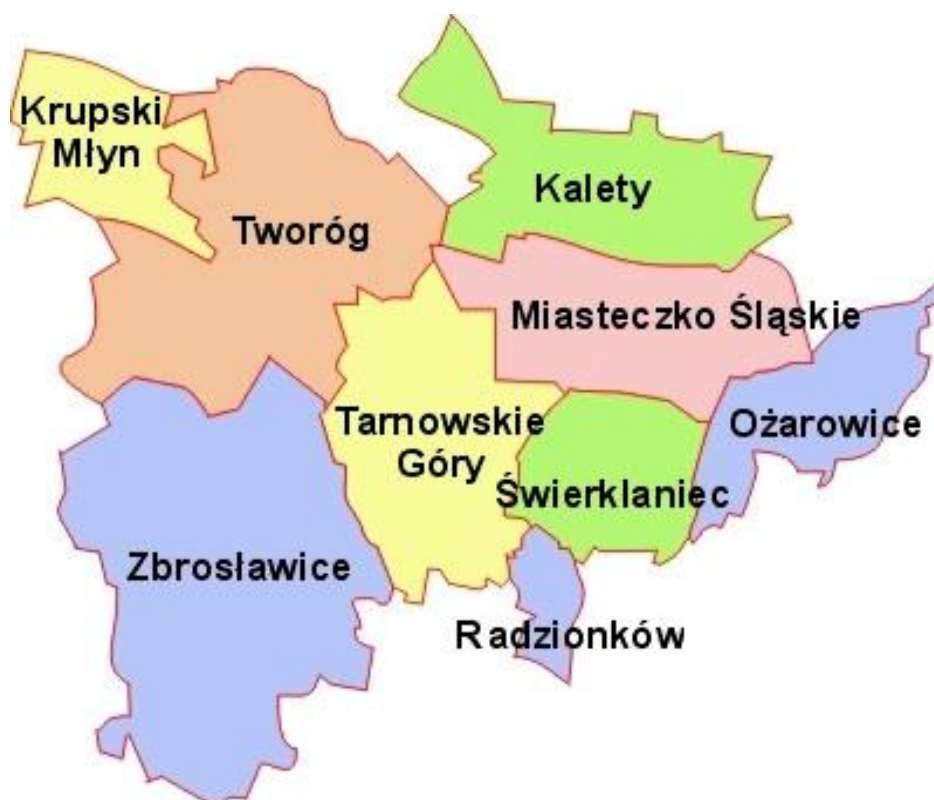 Krupski
Młyn
Kalety
Tworóg
Miasteczko Śląskie
Tarnowskie
Góry
Ożarowice
Świerklaniec
Zbrosławice
Radzionków